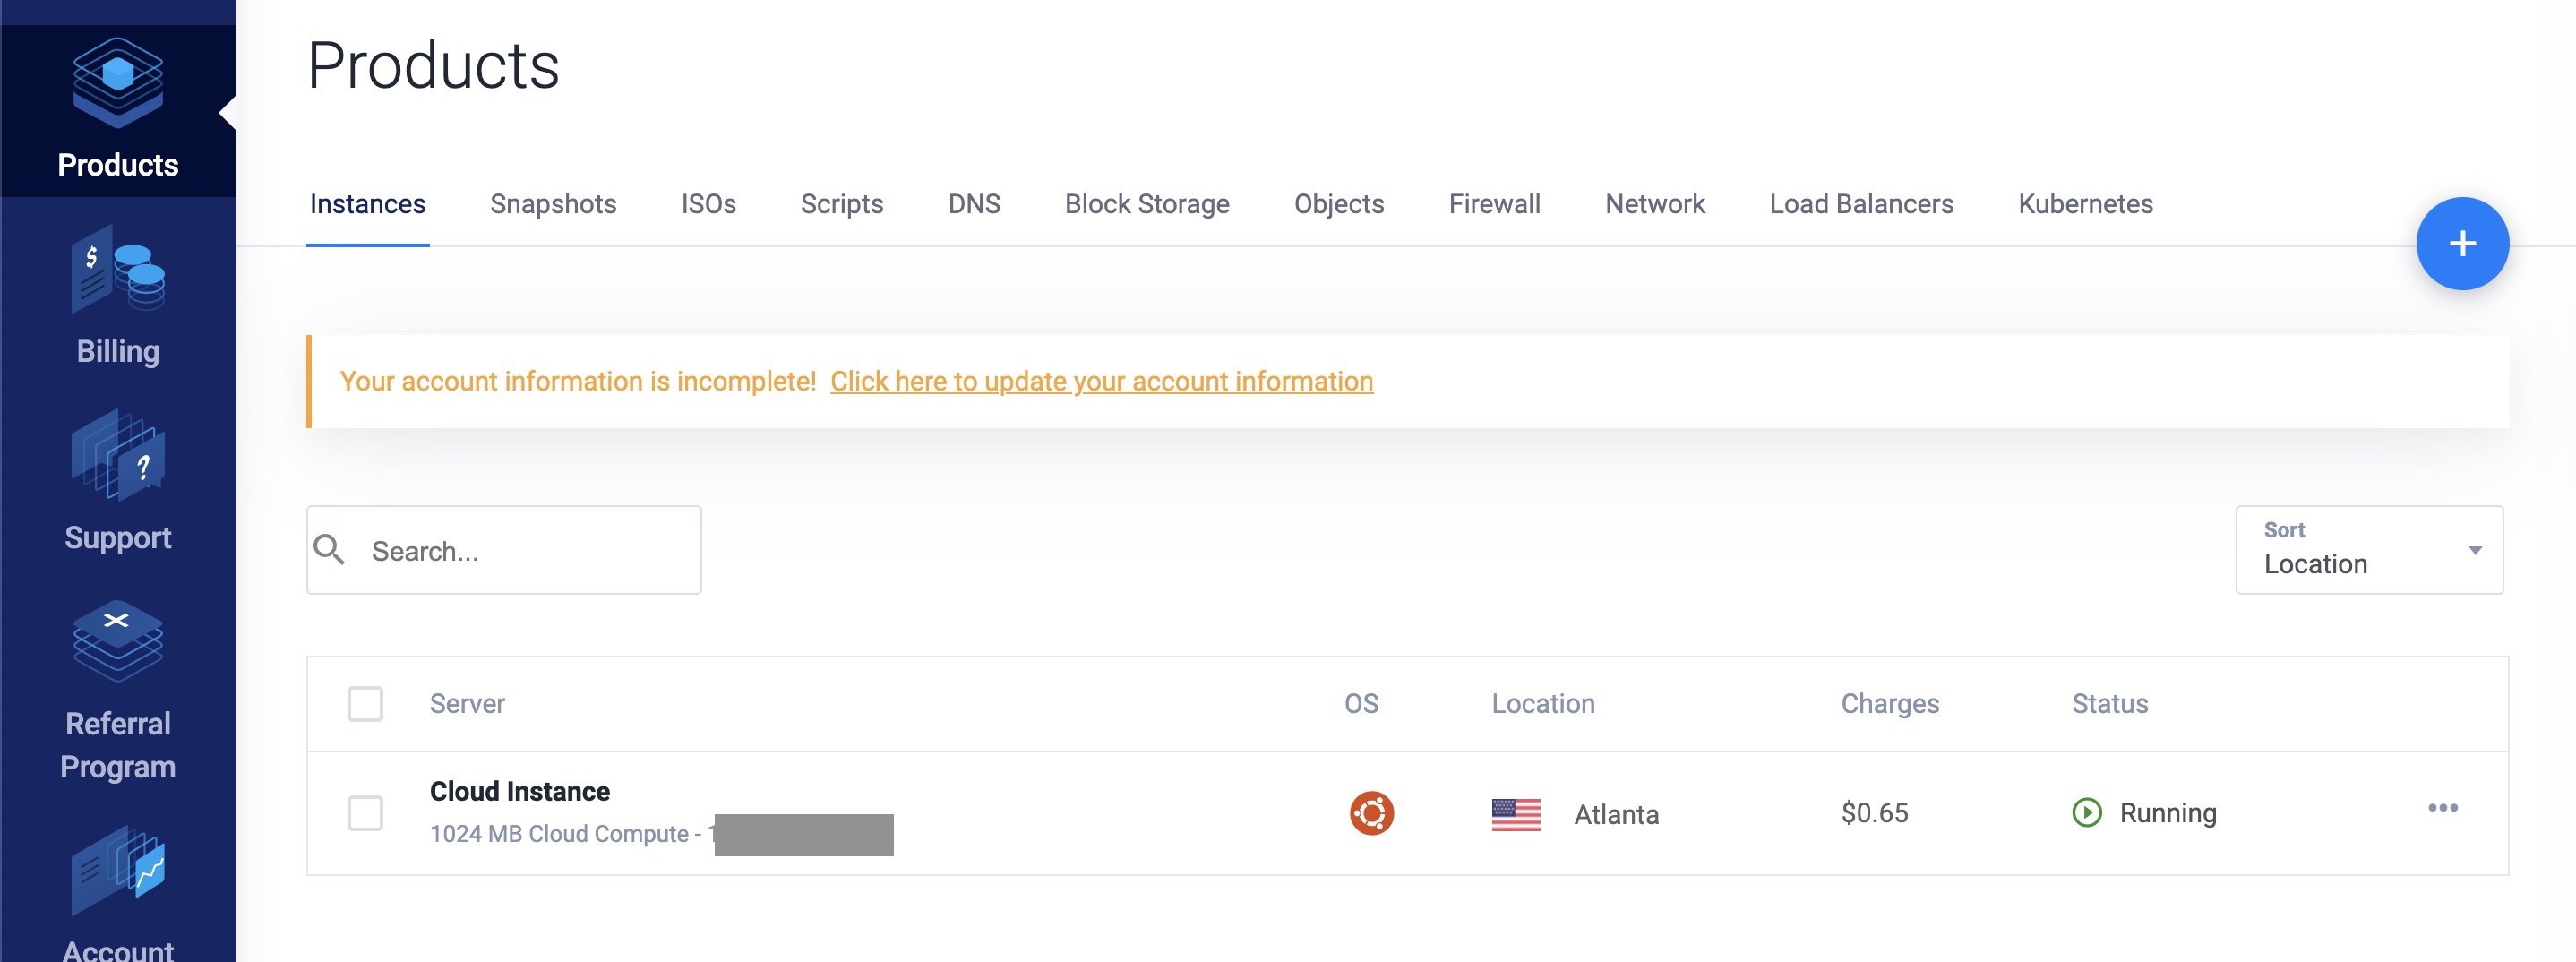 Products
Products
Instances Snapshots ISOs Scripts DNS Block Storage Objects Firewall Network Load Balancers Kubernetes
+
$
Billing
Your account information is incomplete! Click here to update your account information
?
Support
Search...
Sort
Location
Referral
Program
Server OS Location Charges Status
Cloud Instance
1024 MB Cloud Compute -
Atlanta $0.65 Running
Account